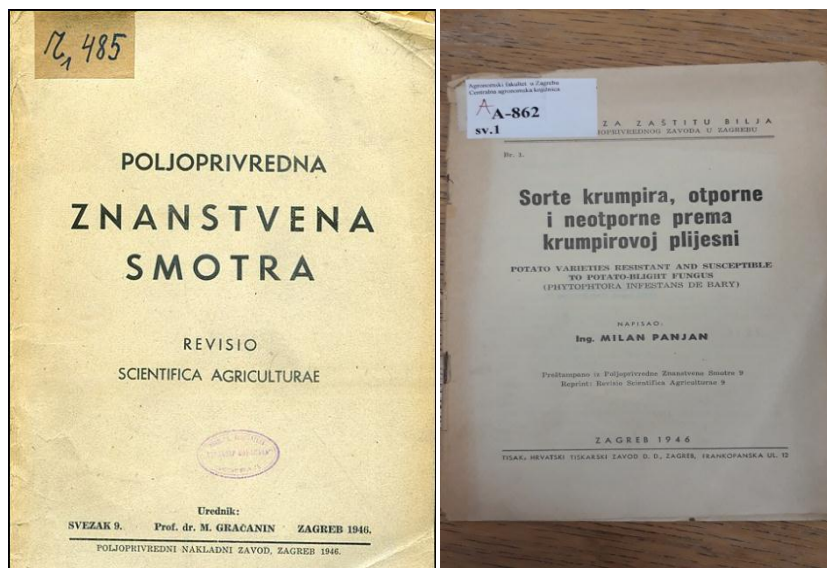 r, 485
POLJOPRIVREDNA
ZNANSTVENA
SMOTRA
REVISIO
SCIENTIFICA AGRICULTURAE
Urednik:
SVEZAK 9. Prof. dr. M. GRAČANIN ZAGREB 1946.
POLJOPRIVREDNI NAKLADNI ZAVOD, ZAGREB 1946.
Agronomski fakultet u Zagrebu
Centralna agronomska knjižnica
A-862
sv.1
ZA ZAŠTITU BILJA
OPRIVREDNOG ZAVODA U ZAGREBU
Br. 1.
Sorte krumpira, otporne
i neotporne prema
krumpirovoj plijesni
POTATO VARIETIES RESISTANT AND SUSCEPTIBLE
TO POTATO-BLIGHT FUNGUS
(PHYTOPHTORA INFESTANS DE BARY)
NAPISAO:
Ing. MILAN PANJAN
Preštampano iz Poljoprivredne Znanstvene Smotre 9
Reprint: Revisio Scientifica Agriculturae 9
ZAGREB 1946
TISAK: HRVATSKI TISKARSKI ZAVOD D. D., ZAGREB, FRANKOPANSKA UL. 12